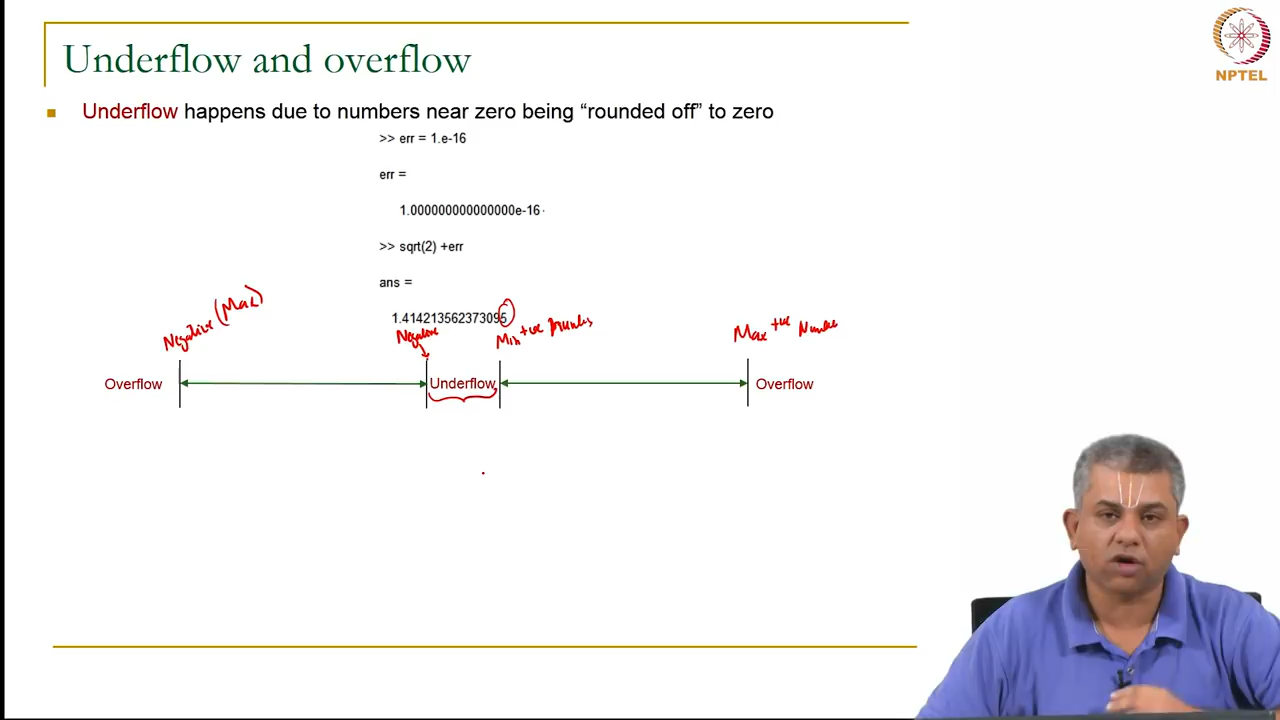 Underflow and overflow
NPTEL
Underflow happens due to numbers near zero being “rounded off” to zero
>> err = 1.e-16
err =
1.000000000000000e-16
>> sqrt(2) +err
ans =
1.414213562373095
Negative (Max)
Negative
Min +ve Number
Max +ve Number
Overflow
Underflow
Overflow